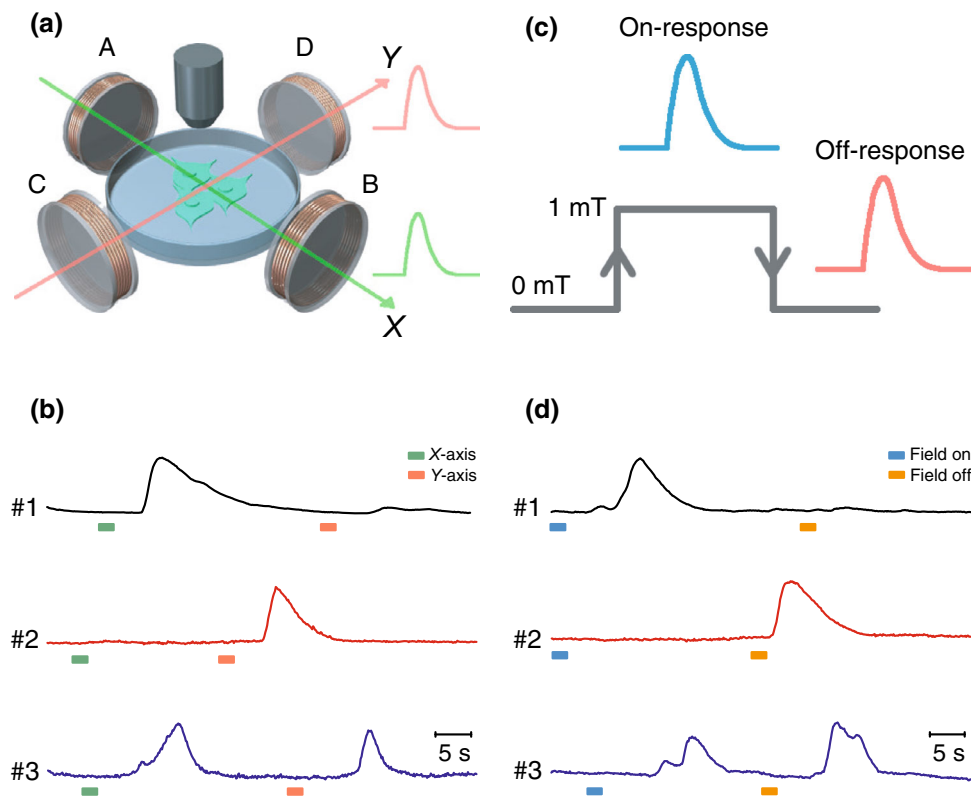 (a)
A
D
Y
C
B
X
(c)
On-response
Off-response
1 mT
0 mT
(b)
X-axis
Y-axis
#1
#2
#3
5 s
(d)
Field on
Field off
#1
#2
#3
5 s